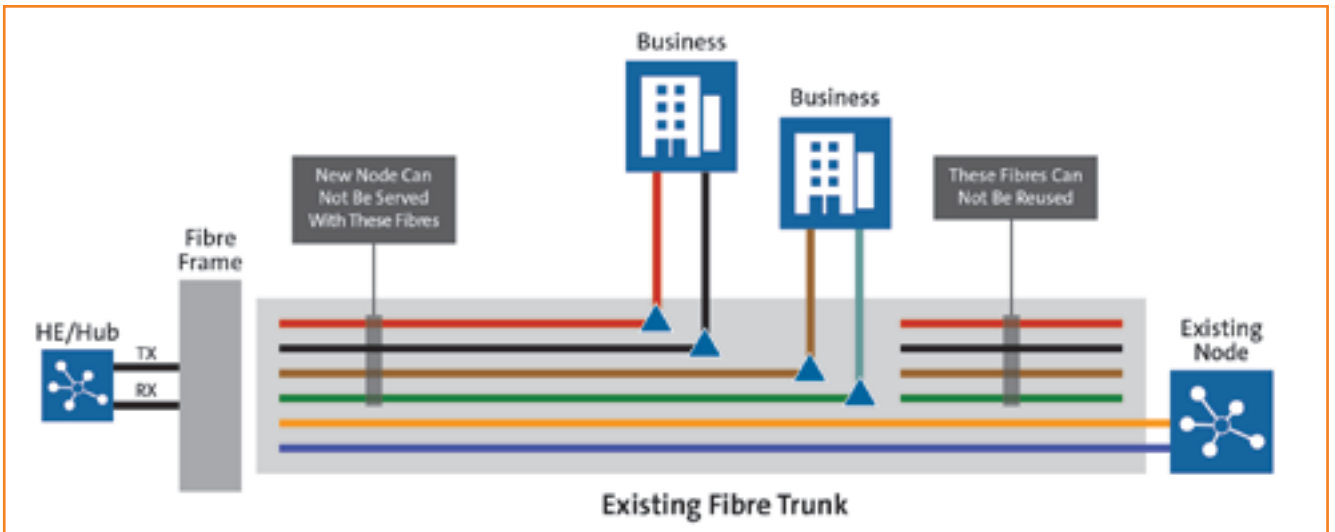 Business
Business
New Node Can
Not Be Served
With These Fibres
These Fibres Can
Not Be Reused
Fibre
Frame
HE/Hub
TX
RX
Existing
Node
Existing Fibre Trunk